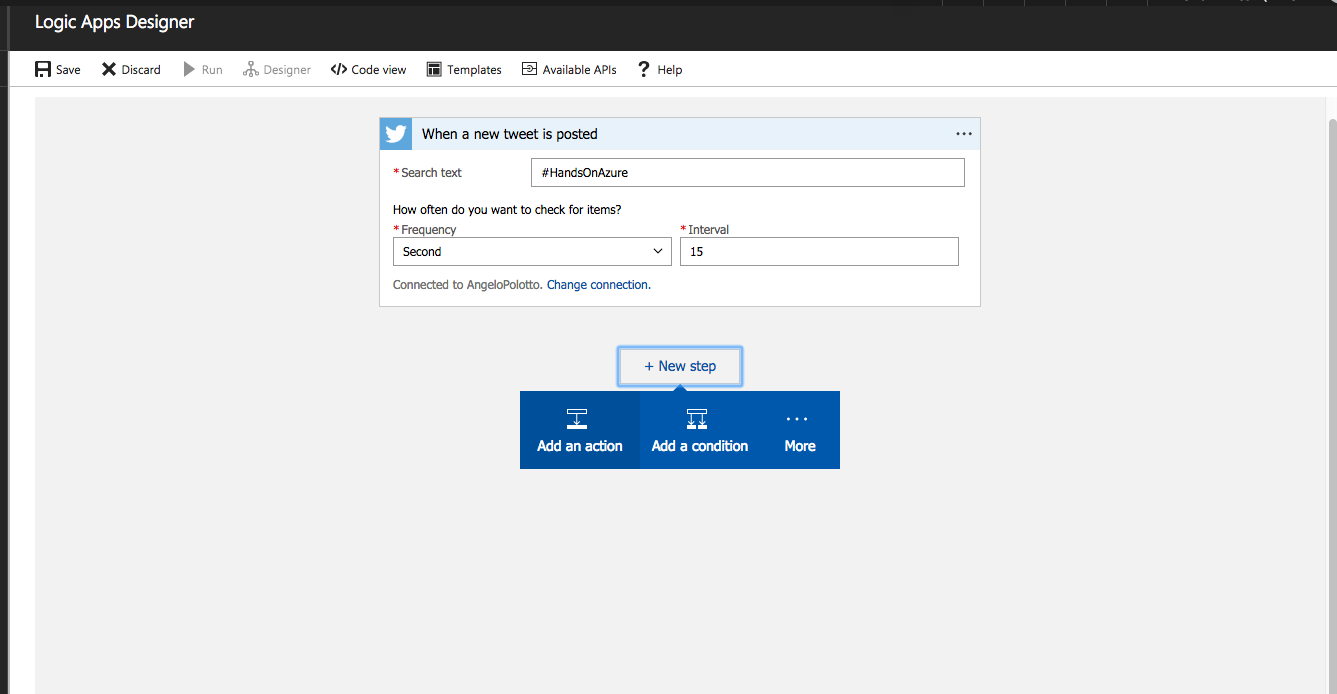 Logic Apps Designer
Save Discard Run Designer </> Code view Templates Available APIs ? Help
When a new tweet is posted ...
* Search text #HandsOnAzure
How often do you want to check for items?
* Frequency * Interval
Second 15
Connected to AngeloPolotto. Change connection.
+ New step
Add an action Add a condition ... More